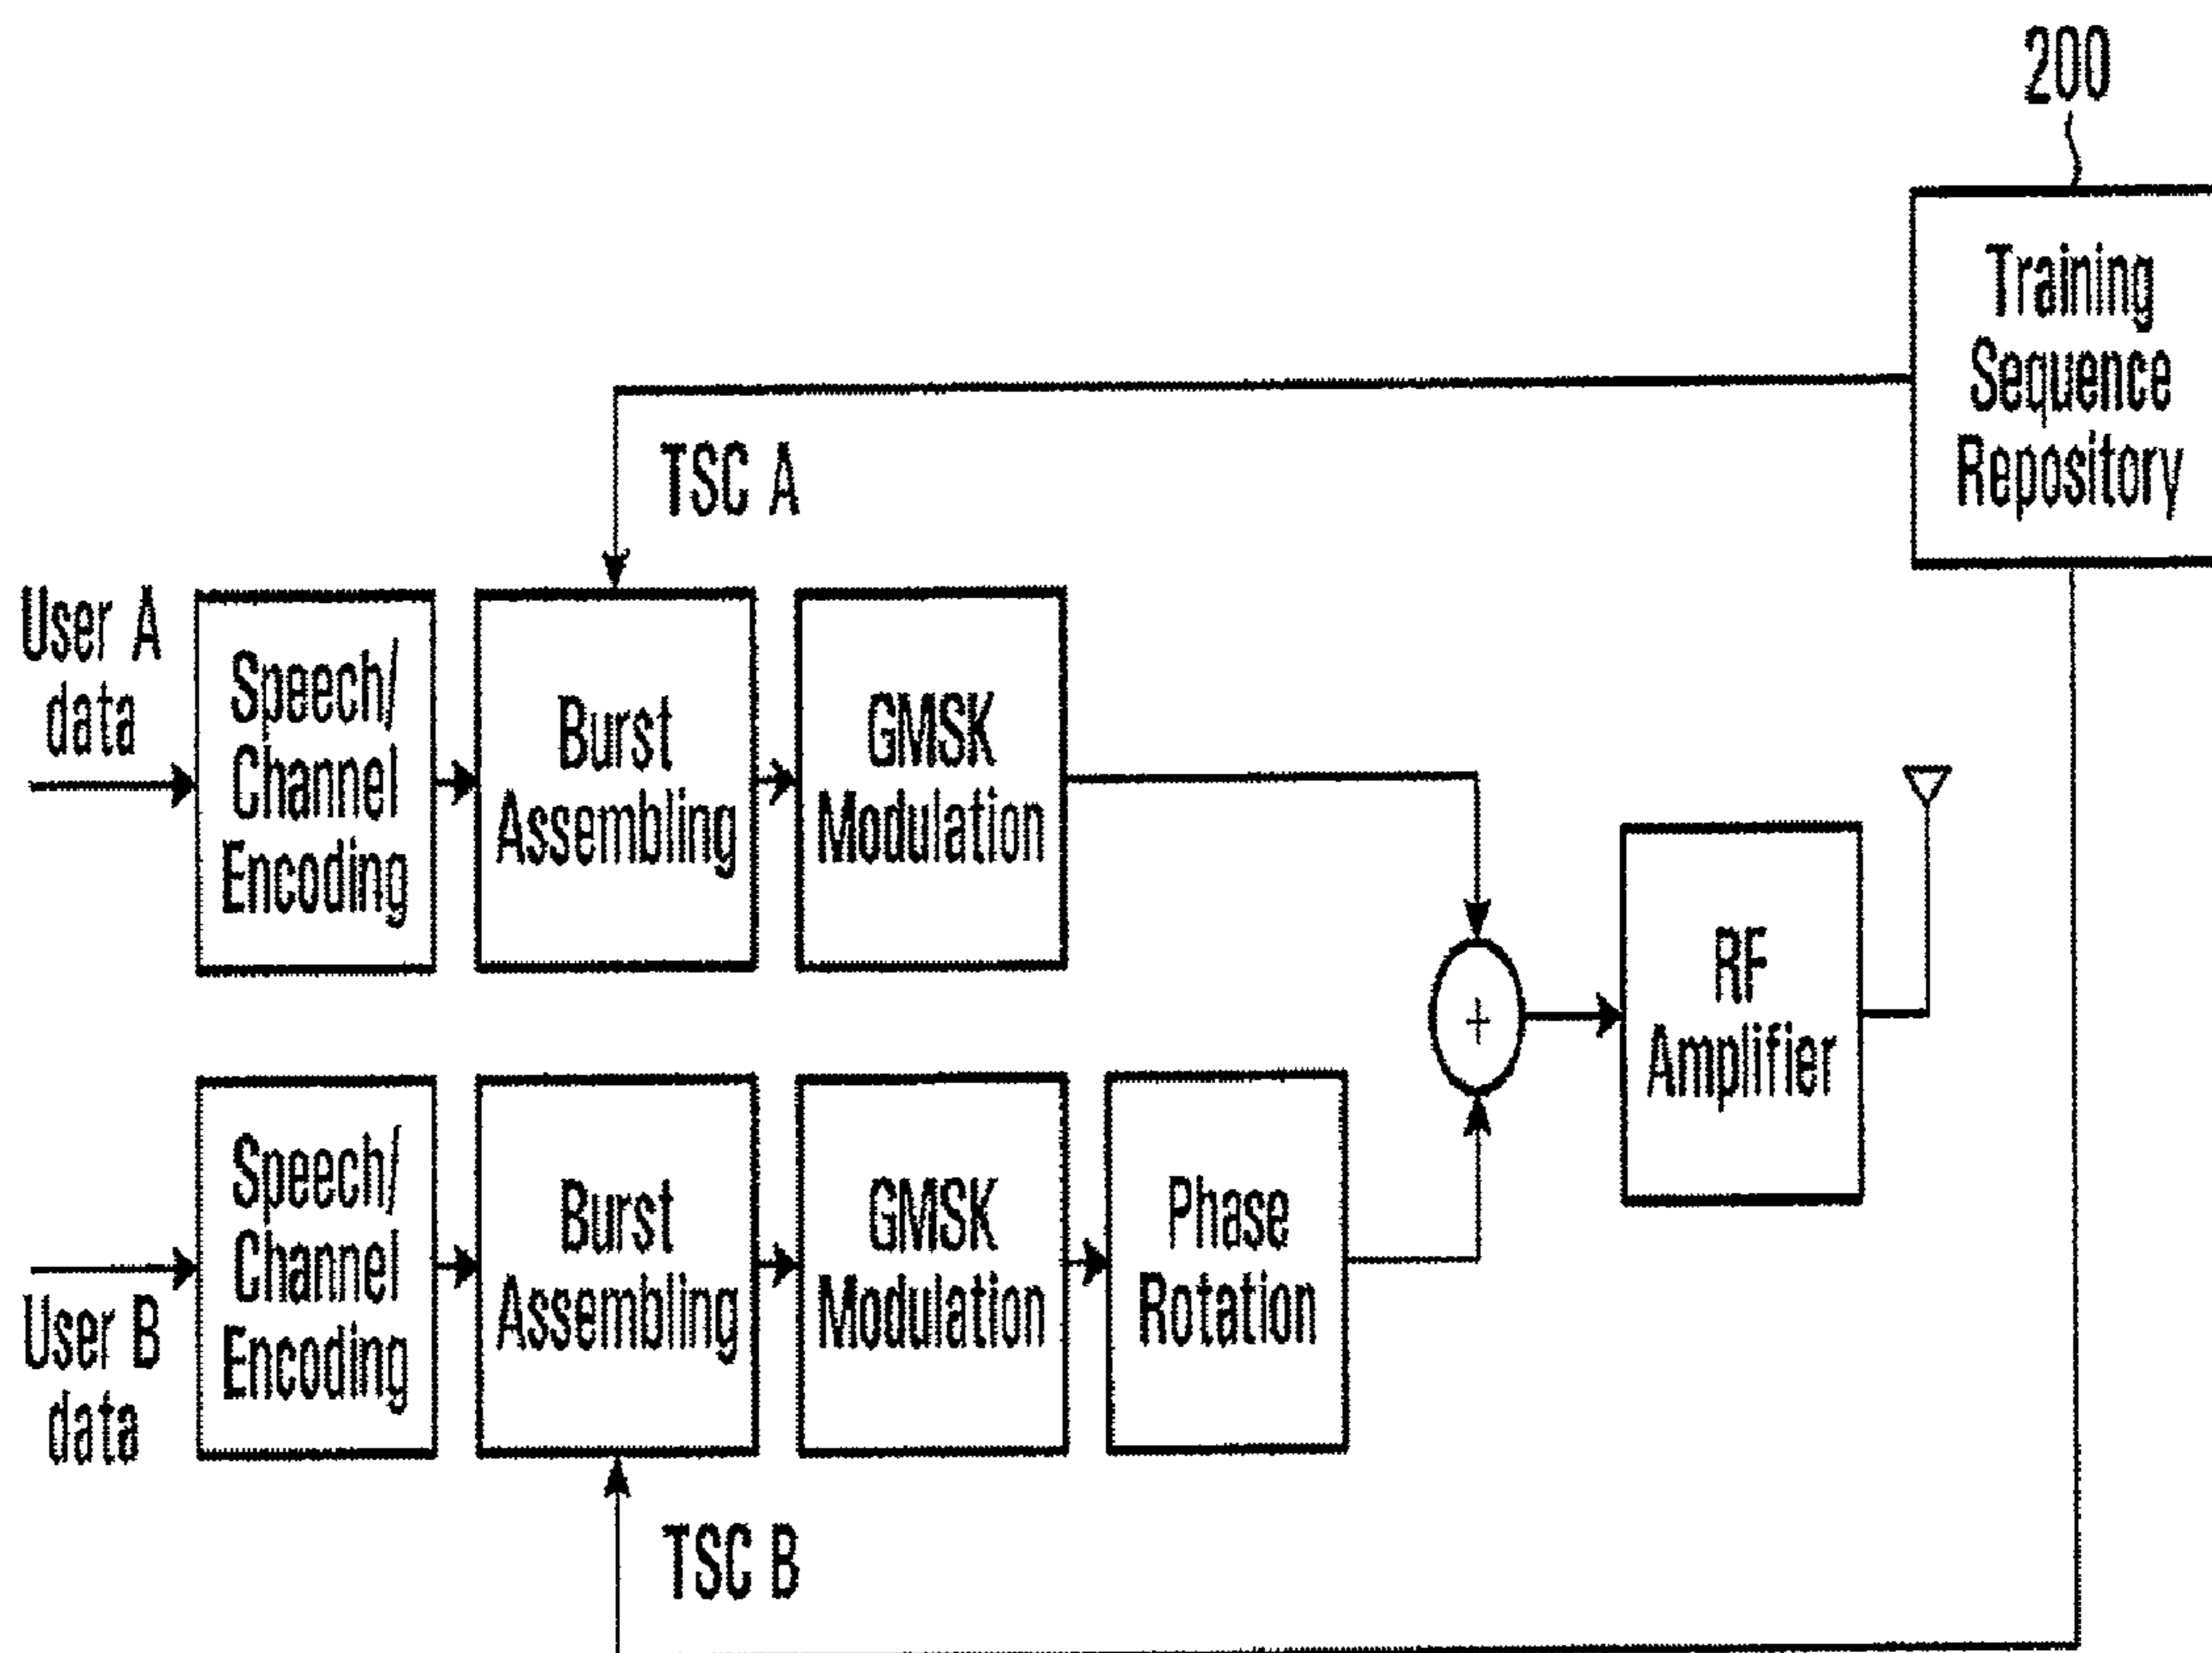 200
Training
Sequence
Repository
TSC A
User A
data
Speech/
Channel
Encoding
Burst
Assembling
GMSK
Modulation
+
RF
Amplifier
User B
data
Speech/
Channel
Encoding
Burst
Assembling
GMSK
Modulation
Phase
Rotation
TSC B